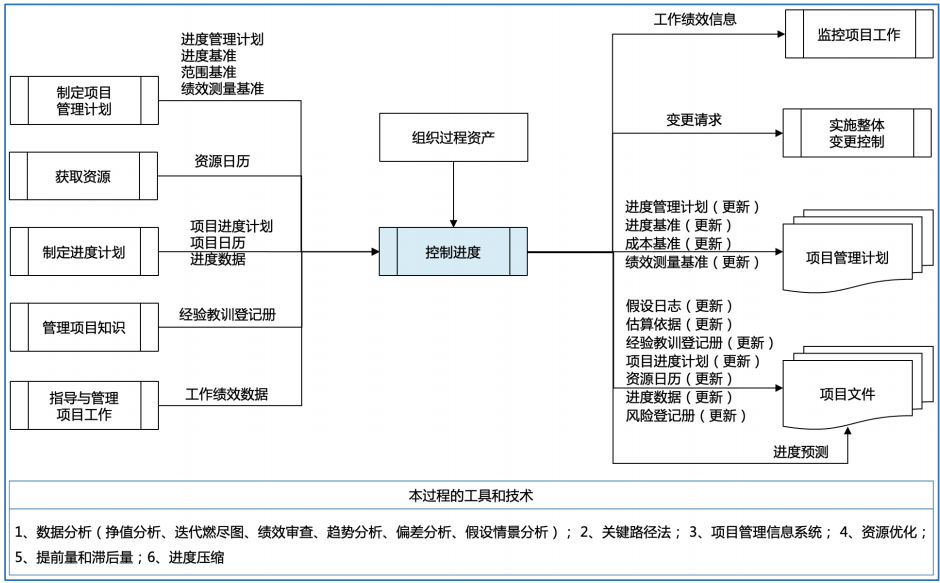 进度管理计划
进度基准
范围基准
绩效测量基准
制定项目
管理计划
资源日历
获取资源
项目进度计划
项目日历
进度数据
制定进度计划
经验教训登记册
管理项目知识
工作绩效数据
指导与管理
项目工作
组织过程资产
控制进度
工作绩效信息
监控项目工作
变更请求
实施整体
变更控制
进度管理计划（更新）
进度基准（更新）
成本基准（更新）
绩效测量基准（更新）
项目管理计划
假设日志（更新）
估算依据（更新）
经验教训登记册（更新）
项目进度计划（更新）
资源日历（更新）
进度数据（更新）
风险登记册（更新）
项目文件
进度预测
本过程的工具和技术
1、数据分析（挣值分析、迭代燃尽图、绩效审查、趋势分析、偏差分析、假设情景分析）；2、关键路径法；3、项目管理信息系统；4、资源优化；
5、提前量和滞后量；6、进度压缩